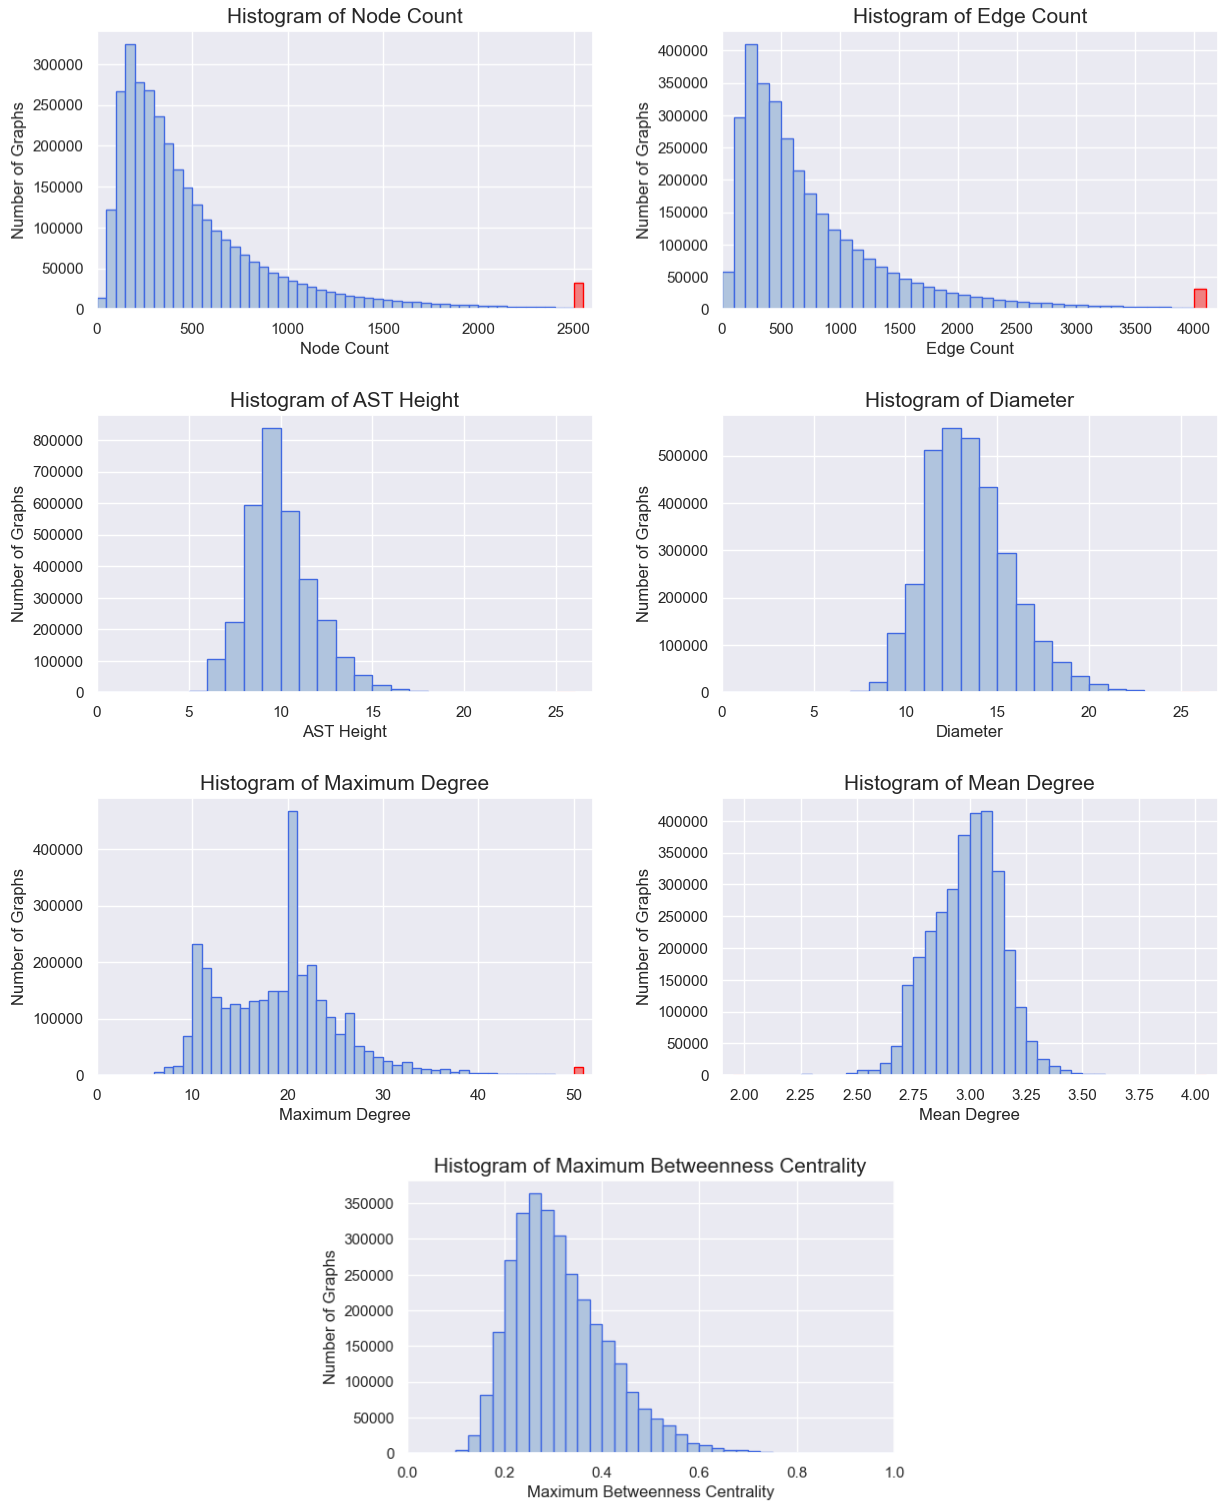 Histogram of Node Count
Number of Graphs
300000
250000
200000
150000
100000
50000
0
0 500 1000 1500 2000 2500
Node Count
Histogram of Edge Count
Number of Graphs
400000
350000
300000
250000
200000
150000
100000
50000
0
0 500 1000 1500 2000 2500 3000 3500 4000
Edge Count
Histogram of AST Height
Number of Graphs
800000
700000
600000
500000
400000
300000
200000
100000
0
0 5 10 15 20 25
AST Height
Histogram of Diameter
Number of Graphs
500000
400000
300000
200000
100000
0
0 5 10 15 20 25
Diameter
Histogram of Maximum Degree
Number of Graphs
400000
300000
200000
100000
0
0 10 20 30 40 50
Maximum Degree
Histogram of Mean Degree
Number of Graphs
400000
350000
300000
250000
200000
150000
100000
50000
0
2.00 2.25 2.50 2.75 3.00 3.25 3.50 3.75 4.00
Mean Degree
Histogram of Maximum Betweenness Centrality
Number of Graphs
350000
300000
250000
200000
150000
100000
50000
0
0.0 0.2 0.4 0.6 0.8 1.0
Maximum Betweenness Centrality